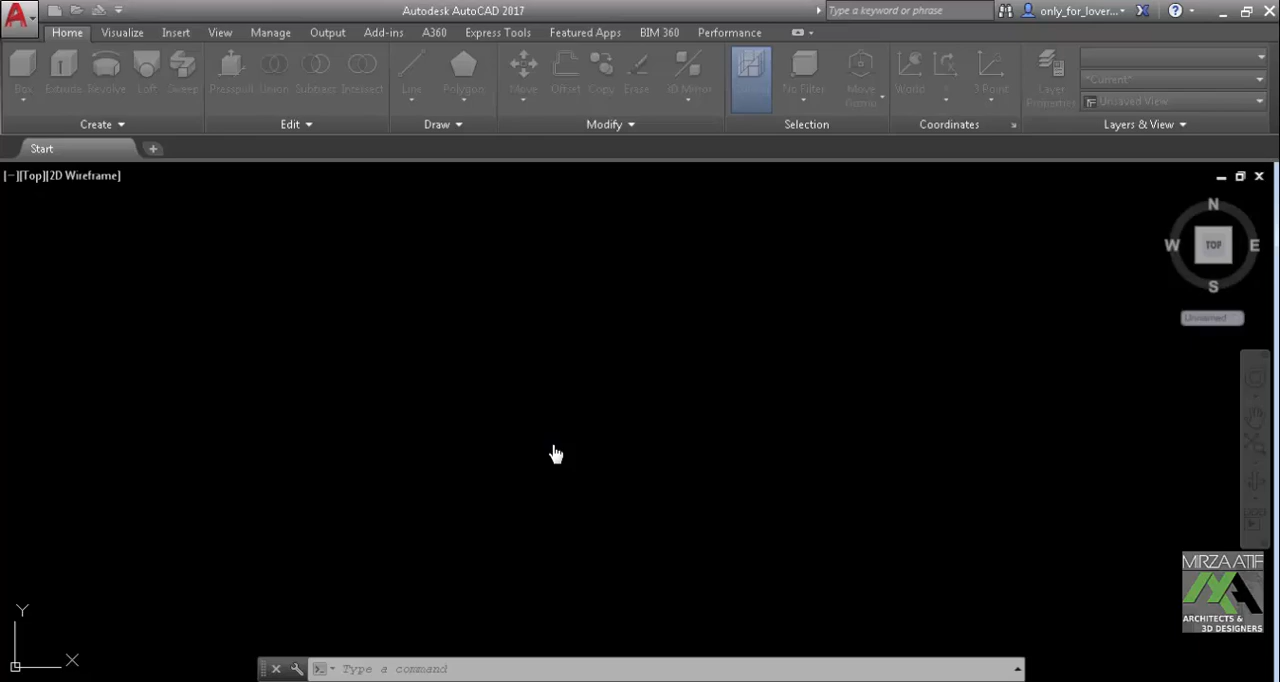 Autodesk AutoCAD 2017
Type a keyword or phrase
only_for_lover...
Home Visualize Insert View Manage Output Add-ins A360 Express Tools Featured Apps BIM 360 Performance
Box Extrude Revolve Loft Sweep Presspull Union Subtract Intersect Line Polygon Move Offset Copy Erase 3D Mirror No Filter Move Gizmo World 3 Point Layer Properties
"Current"
Unsaved View
Create Edit Draw Modify Selection Coordinates Layers & View
Start
[−][Top][2D Wireframe]
N
W TOP E
S
Unnamed
MIRZA ATIF
MA
ARCHITECTS &
3D DESIGNERS
Y
X
Type a command